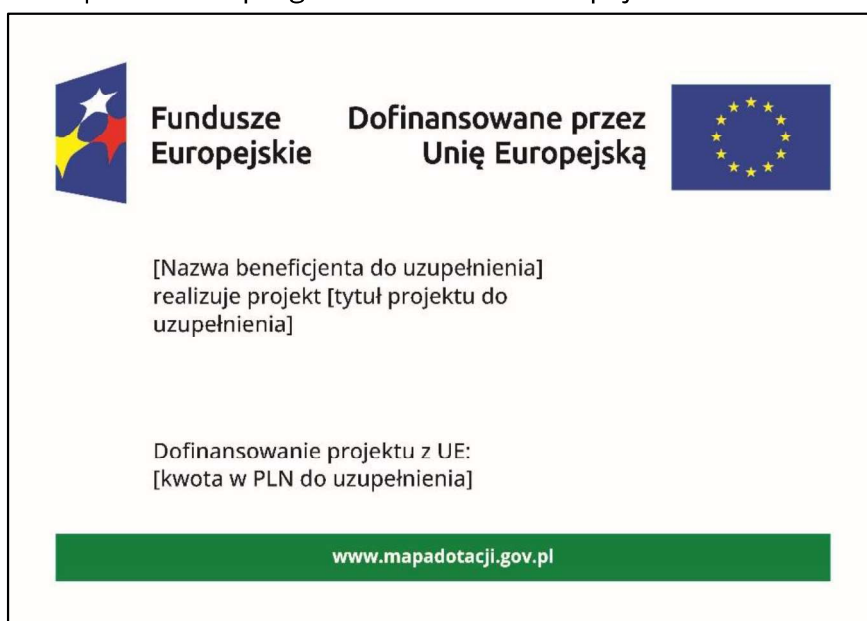 Fundusze
Europejskie
Dofinansowane przez
Unię Europejską
[Nazwa beneficjenta do uzupełnienia]
realizuje projekt [tytuł projektu do
uzupełnienia]
Dofinansowanie projektu z UE:
[kwota w PLN do uzupełnienia]
www.mapadotacji.gov.pl